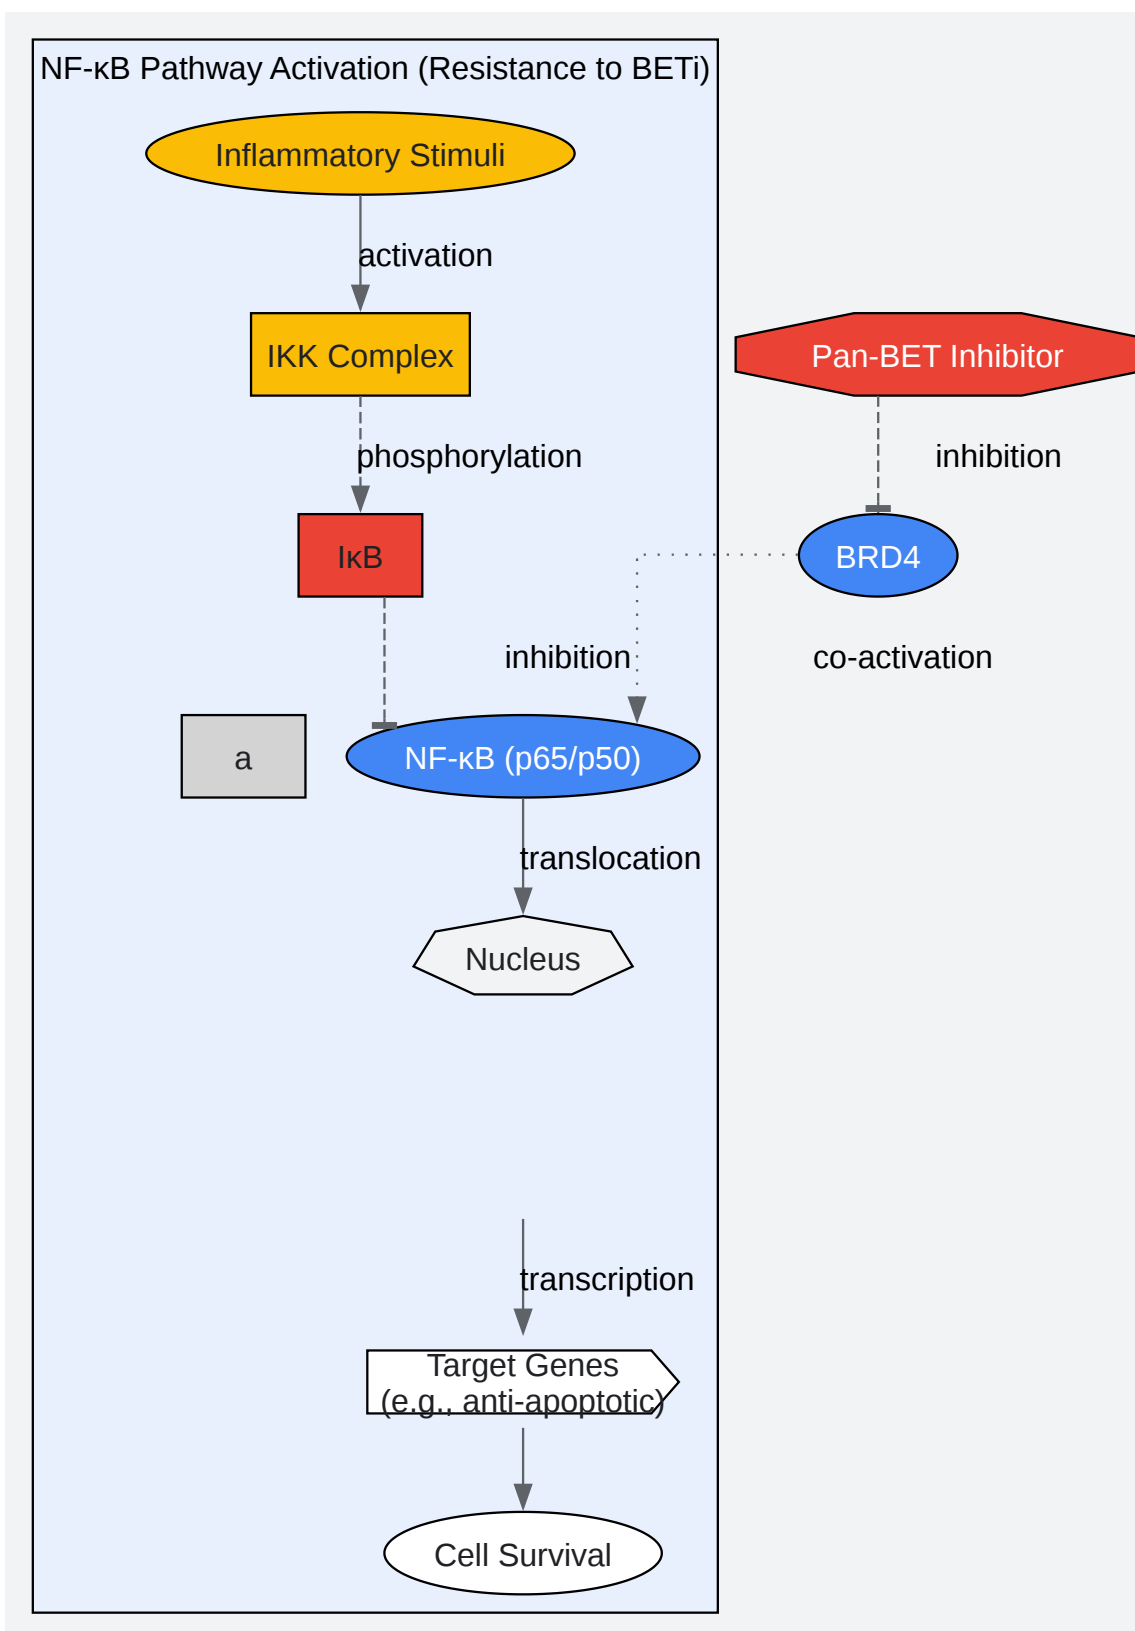 NF-κB Pathway Activation (Resistance to BETi)
Inflammatory Stimuli
activation
IKK Complex
Pan-BET Inhibitor
phosphorylation
inhibition
IκB
BRD4
inhibition
co-activation
a
NF-κB (p65/p50)
translocation
Nucleus
transcription
Target Genes
(e.g., anti-apoptotic)
Cell Survival